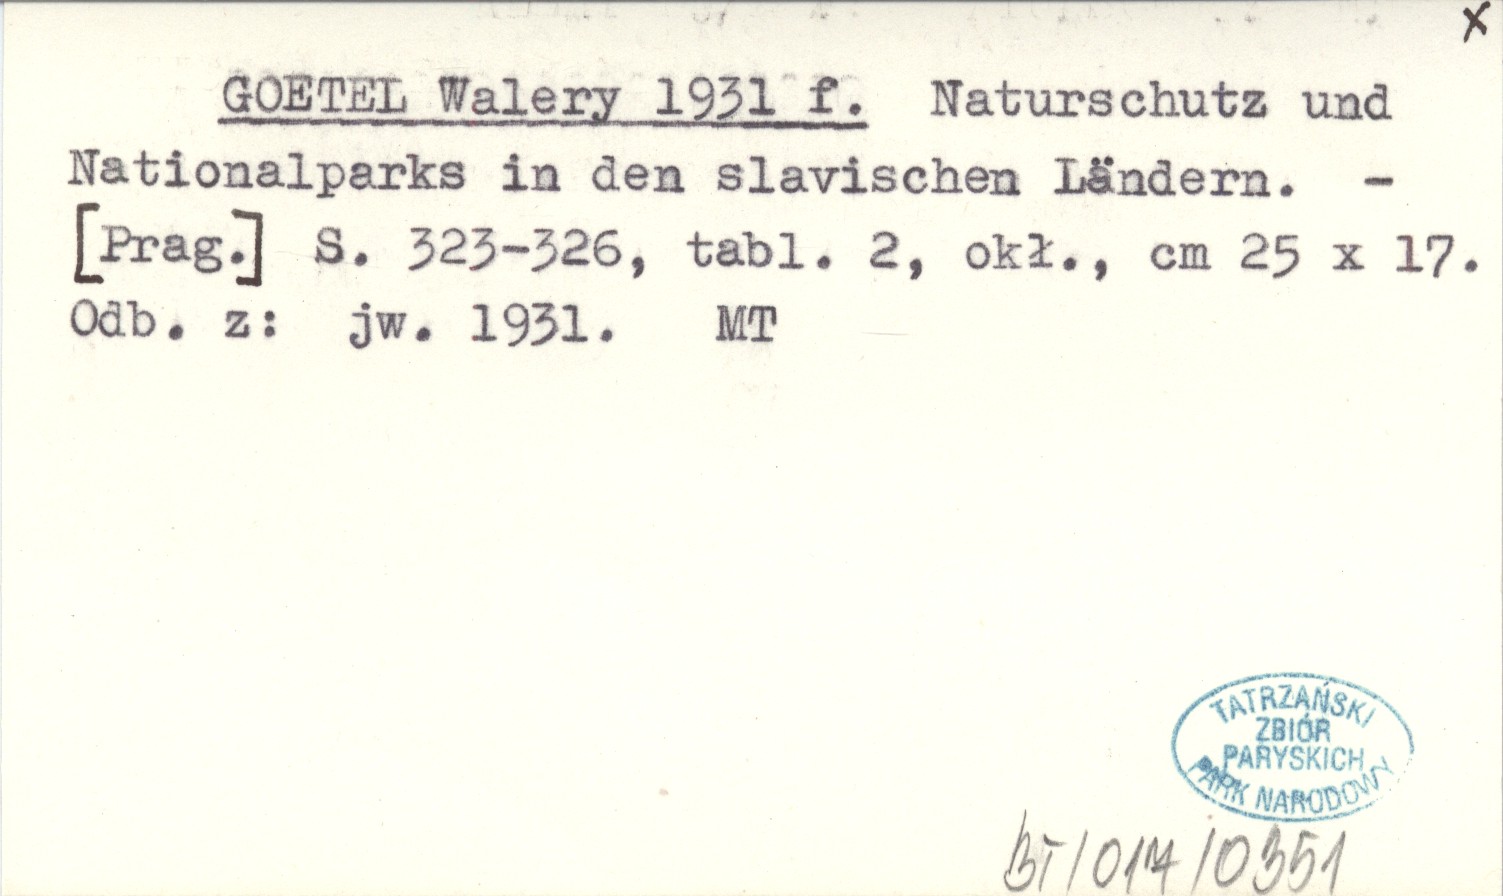 x
GOETEL Walery 1931 f. Naturschutz und
Nationalparks in den slavischen Ländern. -
[Prag.] S. 323-326, tabl. 2, okł., cm 25 x 17.
Odb. z: jw. 1931. MT
TATRZAŃSKI
ZBIÓR
PARYSKICH
PARK NARODOWY
BT/017/0351